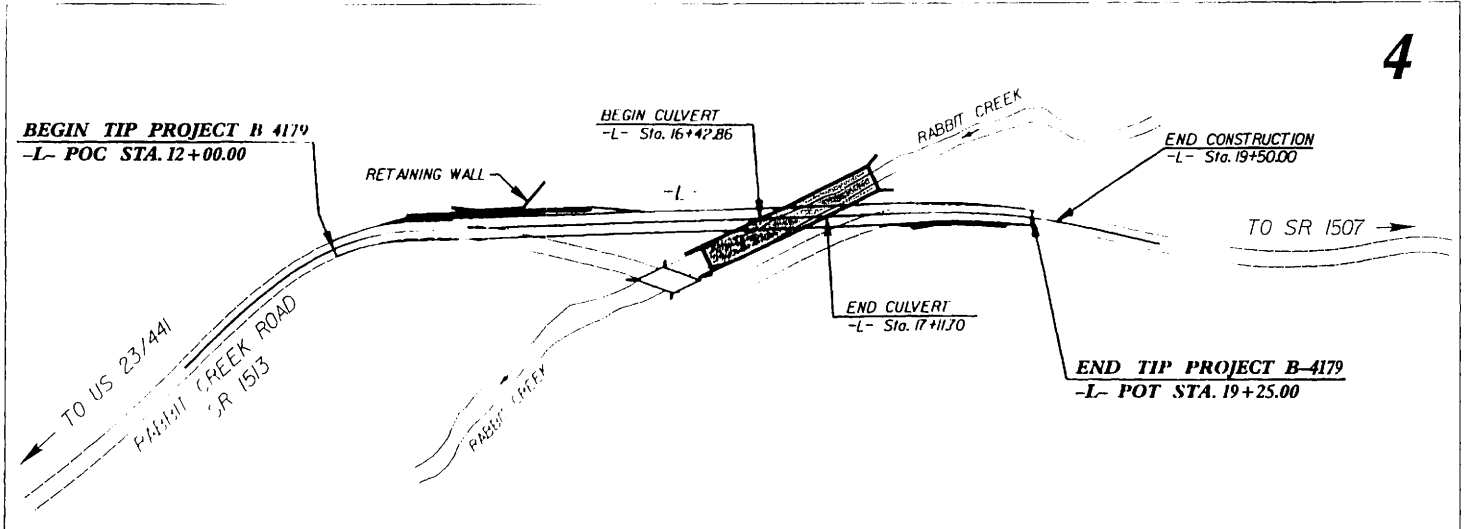 4
BEGIN TIP PROJECT B 4179
-L- POC STA. 12+00.00
RETAINING WALL
BEGIN CULVERT
-L- Sta. 16+42.86
-L-
RABBIT CREEK
END CONSTRUCTION
-L- Sta. 19+50.00
TO SR 1507
END CULVERT
-L- Sta. 17+11.70
END TIP PROJECT B-4179
-L- POT STA. 19+25.00
TO US 23/441
RABBIT CREEK ROAD
SR 1513
RABBIT CREEK